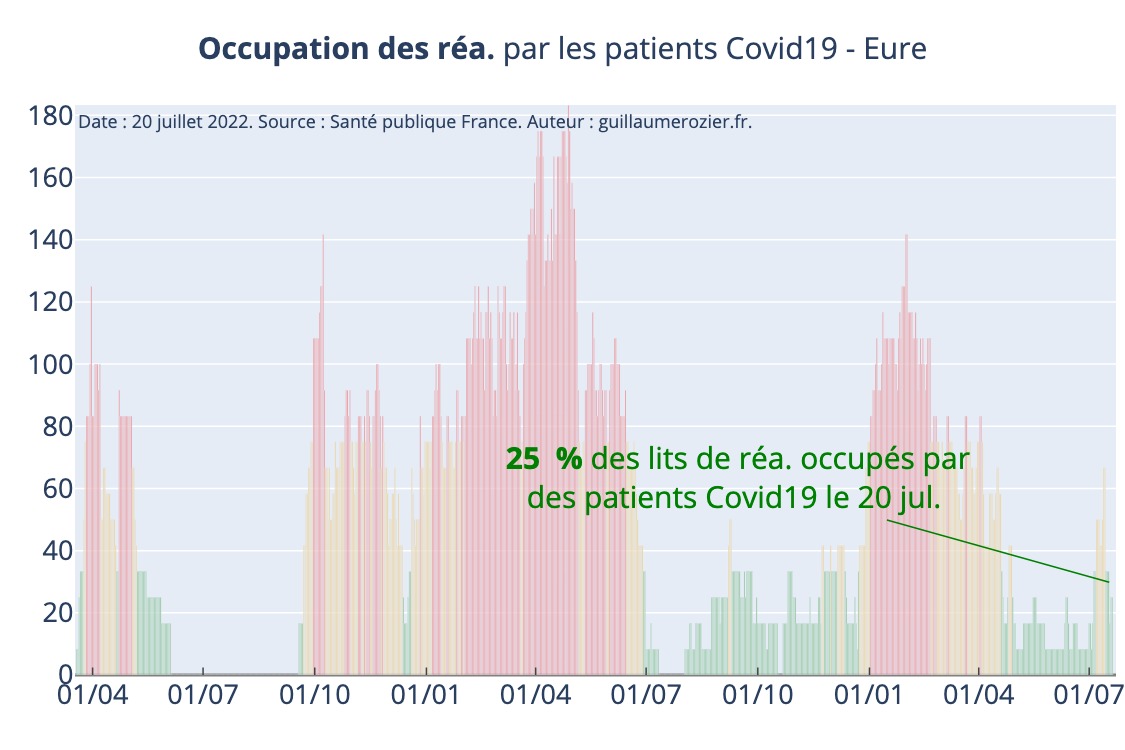 Occupation des réa. par les patients Covid19 - Eure
180
Date : 20 juillet 2022. Source : Santé publique France. Auteur : guillaumerozier.fr.
160
140
120
100
80
25 % des lits de réa. occupés par
60
des patients Covid19 le 20 jul.
40
20
0
01/04 01/07 01/10 01/01 01/04 01/07 01/10 01/01 01/04 01/07